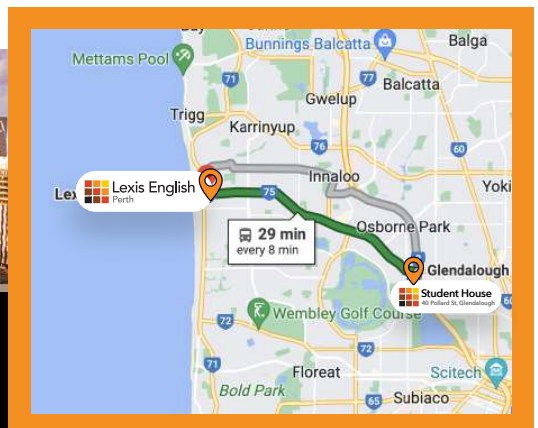 Bunnings Balcatta
Balga
Mettams Pool
71
77
Balcatta
Gwelup
Trigg
Karrinyup
76
60
Innaloo
Lexis English
Perth
75
Osborne Park
29 min
every 8 min
Glendalough
Student House
40 Pollard St, Glendalough
Wembley Golf Course
72
72
Floreat
Scitech
Bold Park
65
Subiaco